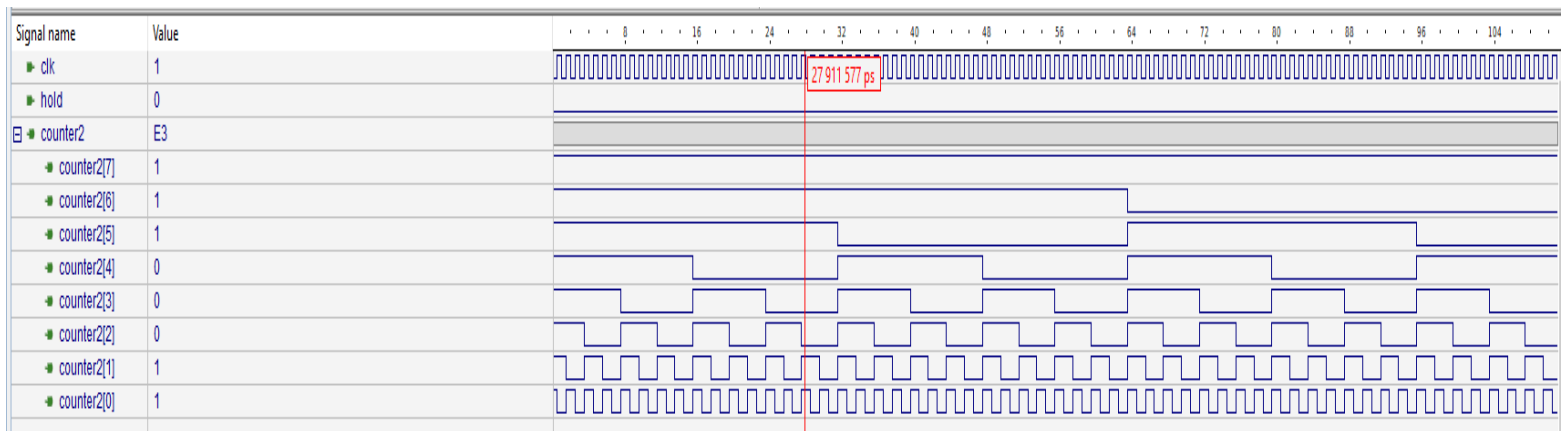 Signal name Value 8 16 24 32 40 48 56 64 72 80 88 96 104
clk 1
27 911 577 ps
hold 0
counter2 E3
counter2[7] 1
counter2[6] 1
counter2[5] 1
counter2[4] 0
counter2[3] 0
counter2[2] 0
counter2[1] 1
counter2[0] 1